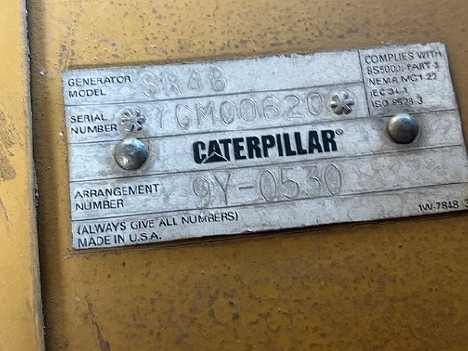 GENERATOR MODEL SR4B
SERIAL NUMBER *7GM00620*
CATERPILLAR®
ARRANGEMENT NUMBER 9Y-0530
(ALWAYS GIVE ALL NUMBERS)
MADE IN U.S.A.
COMPLIES WITH
BS5000: PART 3
NEMA MG1-22
IEC 34-1
ISO 8528-3
1W-7848